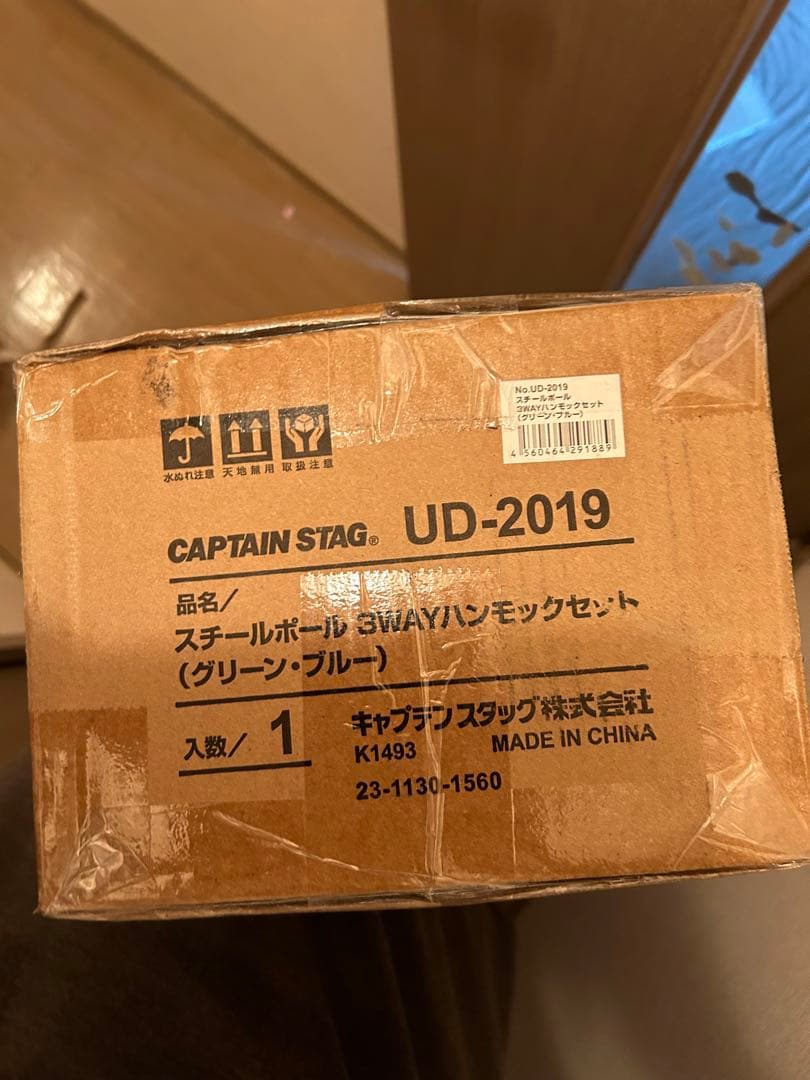 No.UD-2019
スチールポール
3WAYハンモックセット
(グリーン・ブルー)
4 560464 291889
水ぬれ注意 天地無用 取扱注意
CAPTAIN STAG® UD-2019
品名/
スチールポール 3WAYハンモックセット
(グリーン・ブルー)
入数/ 1
キャプテンスタッグ株式会社
K1493 MADE IN CHINA
23-1130-1560